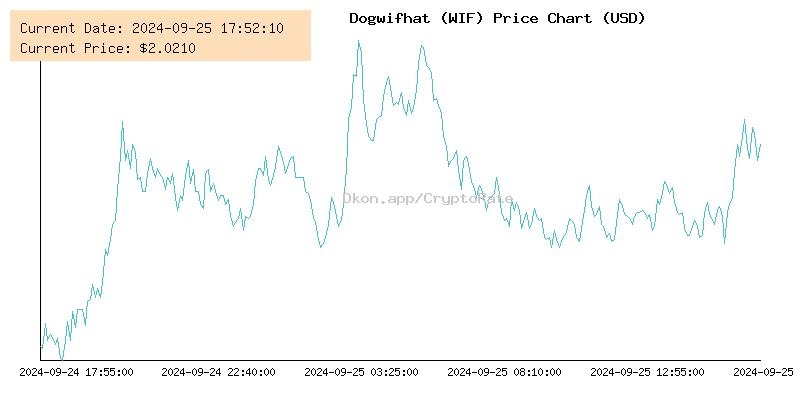 Dogwifhat (WIF) Price Chart (USD)
Current Date: 2024-09-25 17:52:10
Current Price: $2.0210
Okon.app/CryptoRate
2024-09-24 17:55:00 2024-09-24 22:40:00 2024-09-25 03:25:00 2024-09-25 08:10:00 2024-09-25 12:55:00 2024-09-25